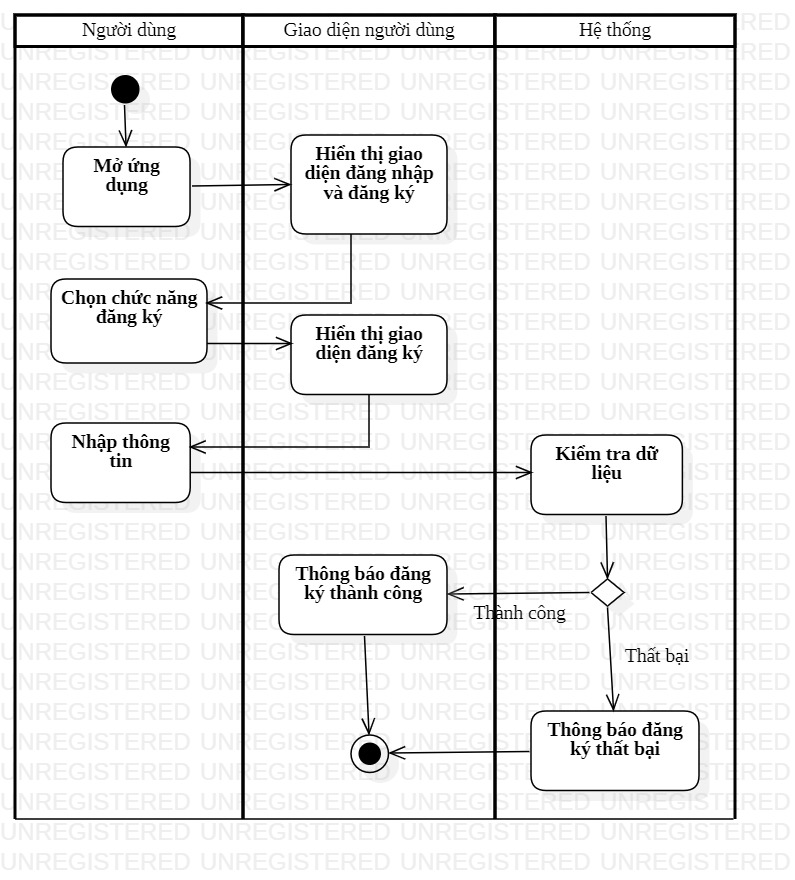 Người dùng
Giao diện người dùng
Hệ thống
Mở ứng
dụng
Hiển thị giao
diện đăng nhập
và đăng ký
Chọn chức năng
đăng ký
Hiển thị giao
diện đăng ký
Nhập thông
tin
Kiểm tra dữ
liệu
Thông báo đăng
ký thành công
Thành công
Thất bại
Thông báo đăng
ký thất bại
UNREGISTERED